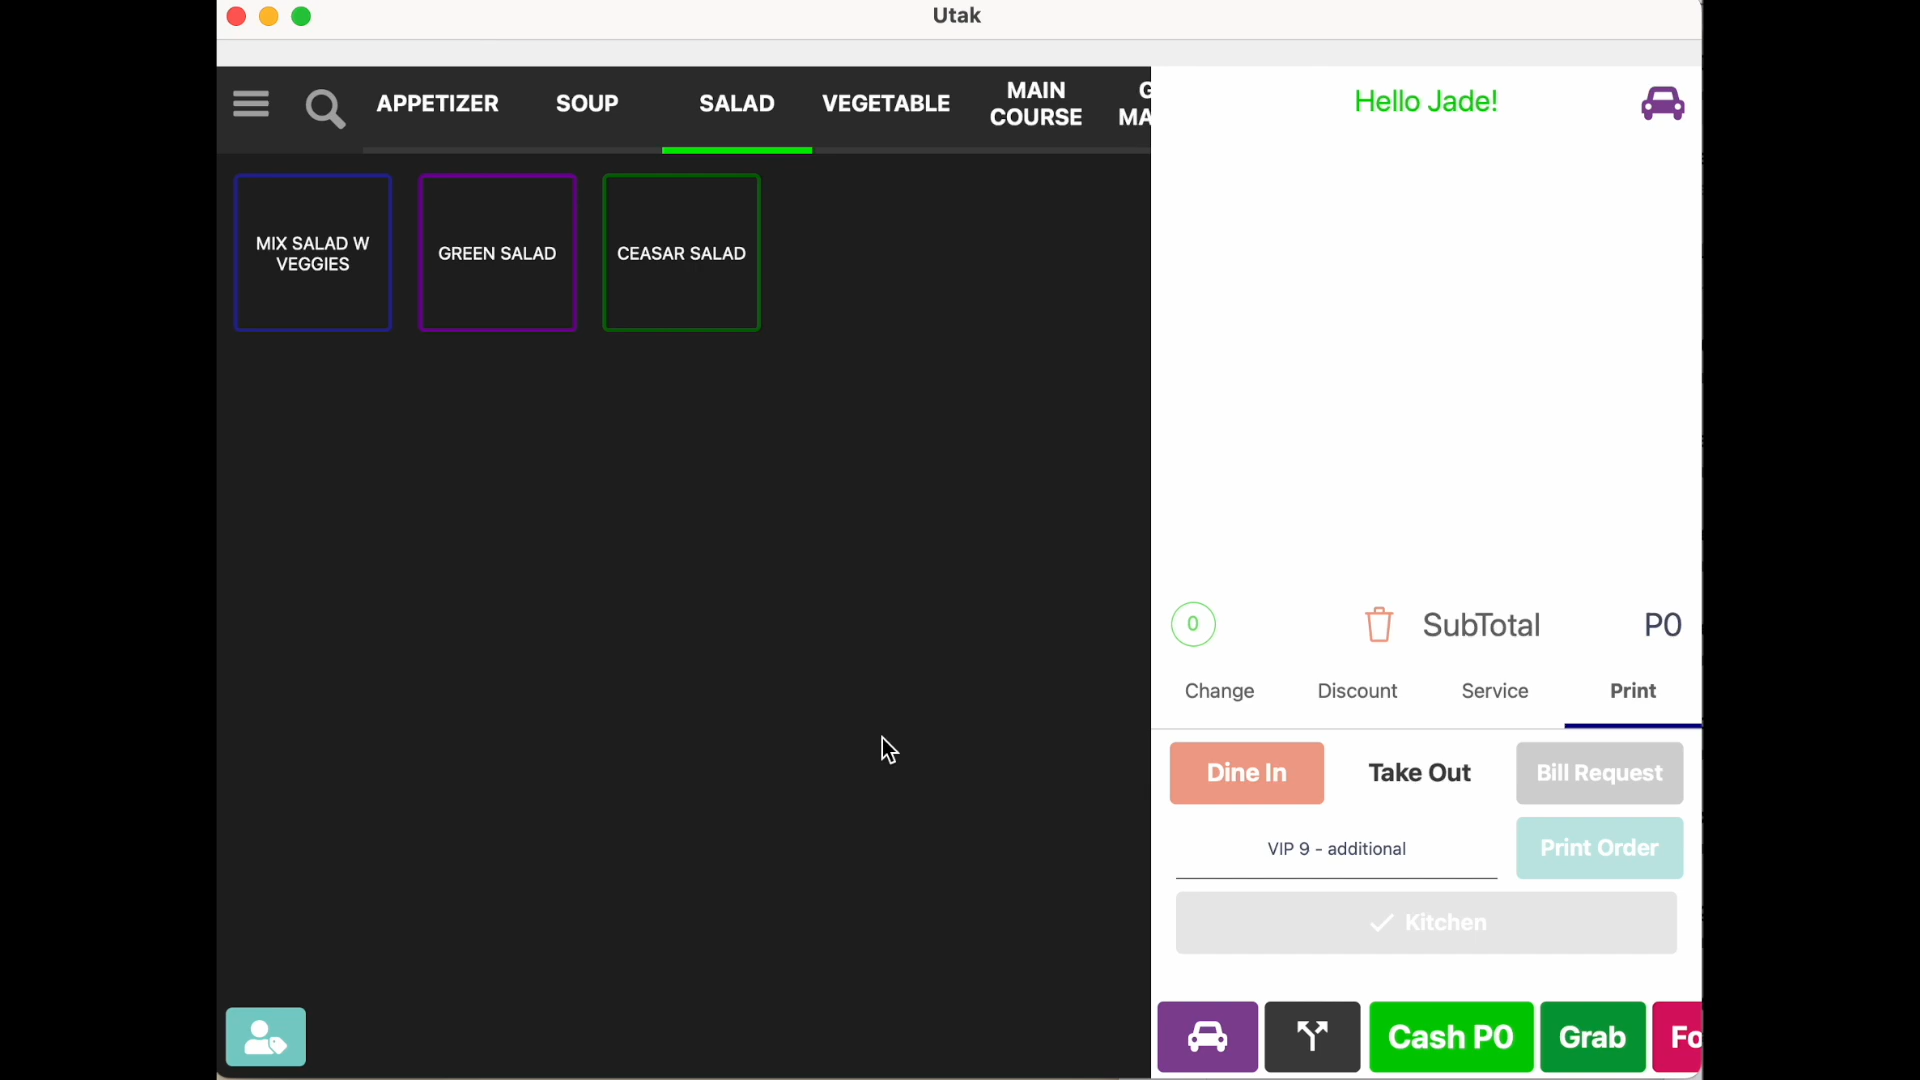 Utak
APPETIZER
SOUP
SALAD
VEGETABLE
MAIN
COURSE
G
MA
Hello Jade!
MIX SALAD W
VEGGIES
GREEN SALAD
CEASAR SALAD
0
SubTotal
P0
Change
Discount
Service
Print
Dine In
Take Out
Bill Request
VIP 9 - additional
Print Order
Kitchen
Cash P0
Grab
Fo